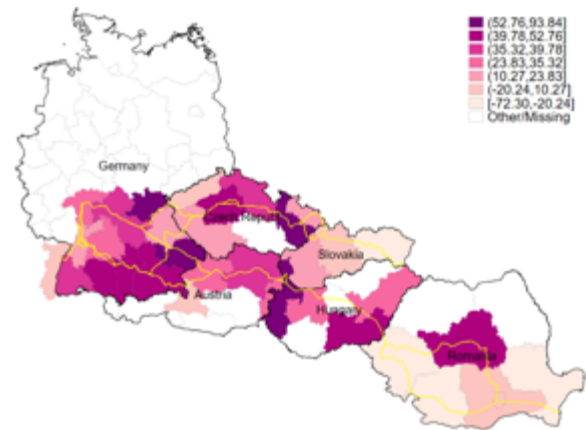 (52.76,93.84]
(39.78,52.76]
(35.32,39.78]
(23.83,35.32]
(10.27,23.83]
(-20.24,10.27]
[-72.30,-20.24]
Other/Missing
Germany
Czech Republic
Slovakia
Austria
Hungary
Romania